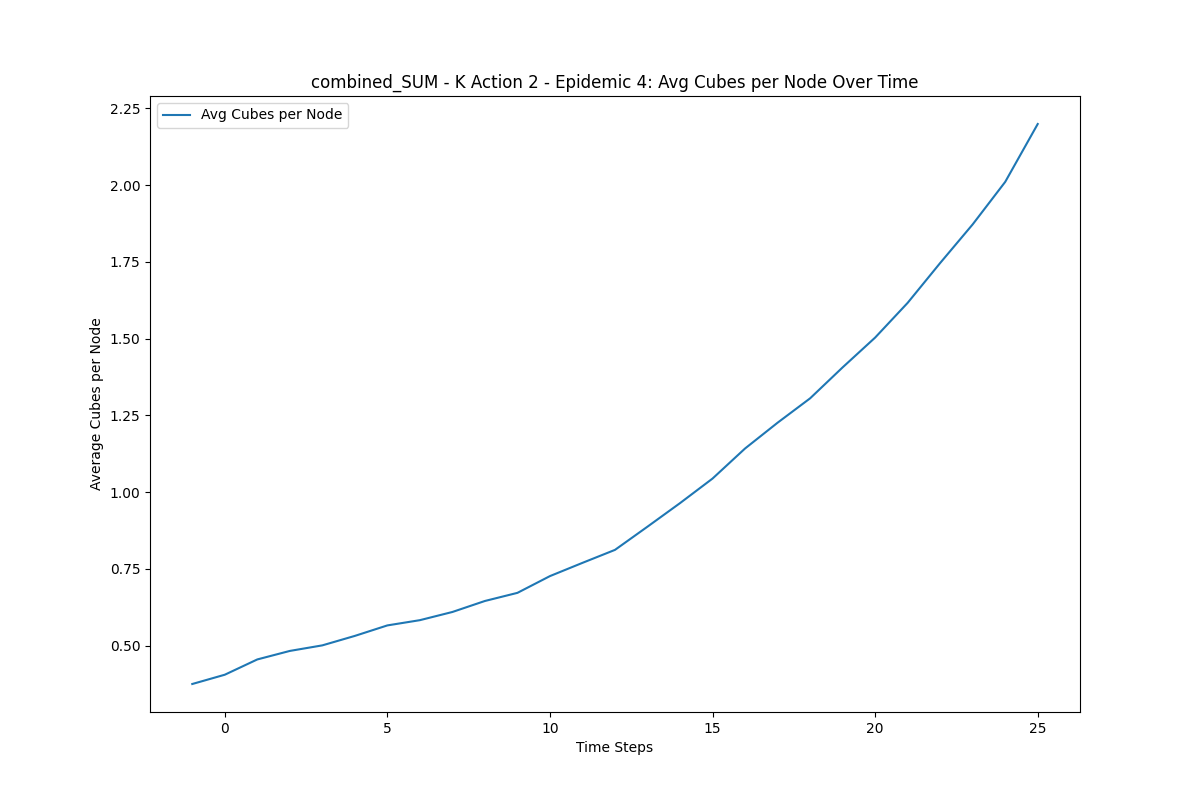 combined_SUM - K Action 2 - Epidemic 4: Avg Cubes per Node Over Time
Avg Cubes per Node
2.25
2.00
1.75
1.50
1.25
1.00
0.75
0.50
Average Cubes per Node
0 5 10 15 20 25
Time Steps